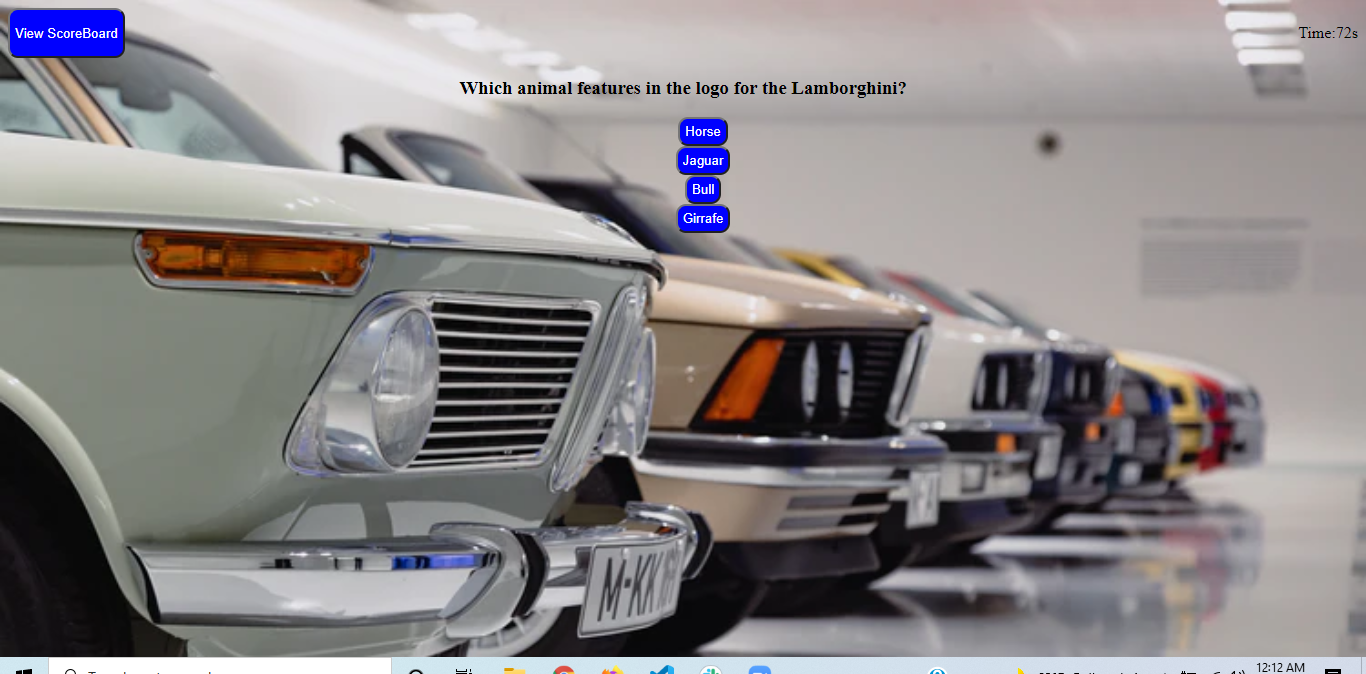 View ScoreBoard
Time:72s
Which animal features in the logo for the Lamborghini?
Horse
Jaguar
Bull
Girrafe
12:12 AM